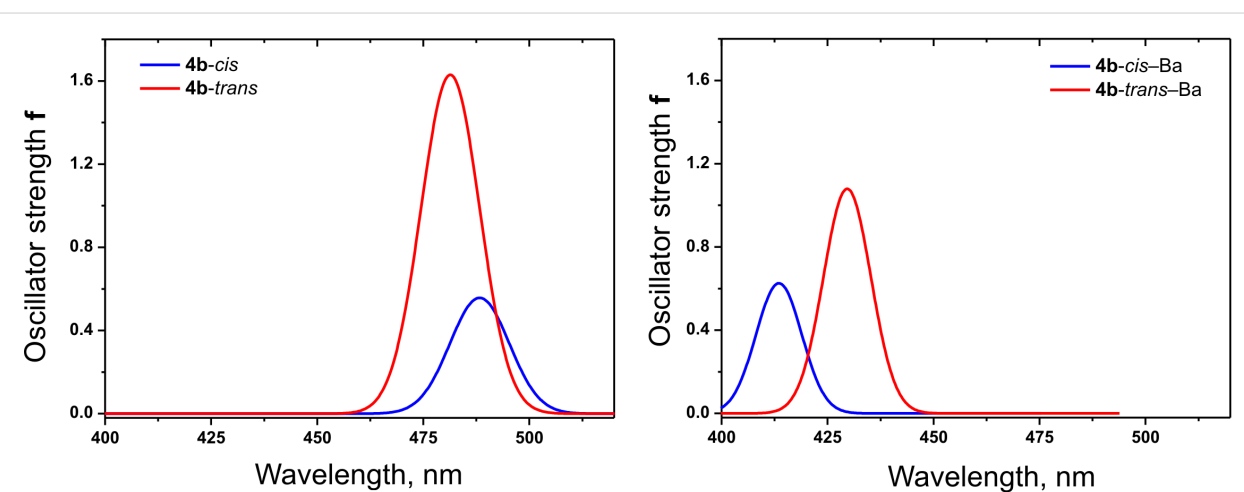 4b-cis
4b-trans
Oscillator strength f
1.6
1.2
0.8
0.4
0.0
400
425
450
475
500
Wavelength, nm
4b-cis–Ba
4b-trans–Ba
Oscillator strength f
1.6
1.2
0.8
0.4
0.0
400
425
450
475
500
Wavelength, nm